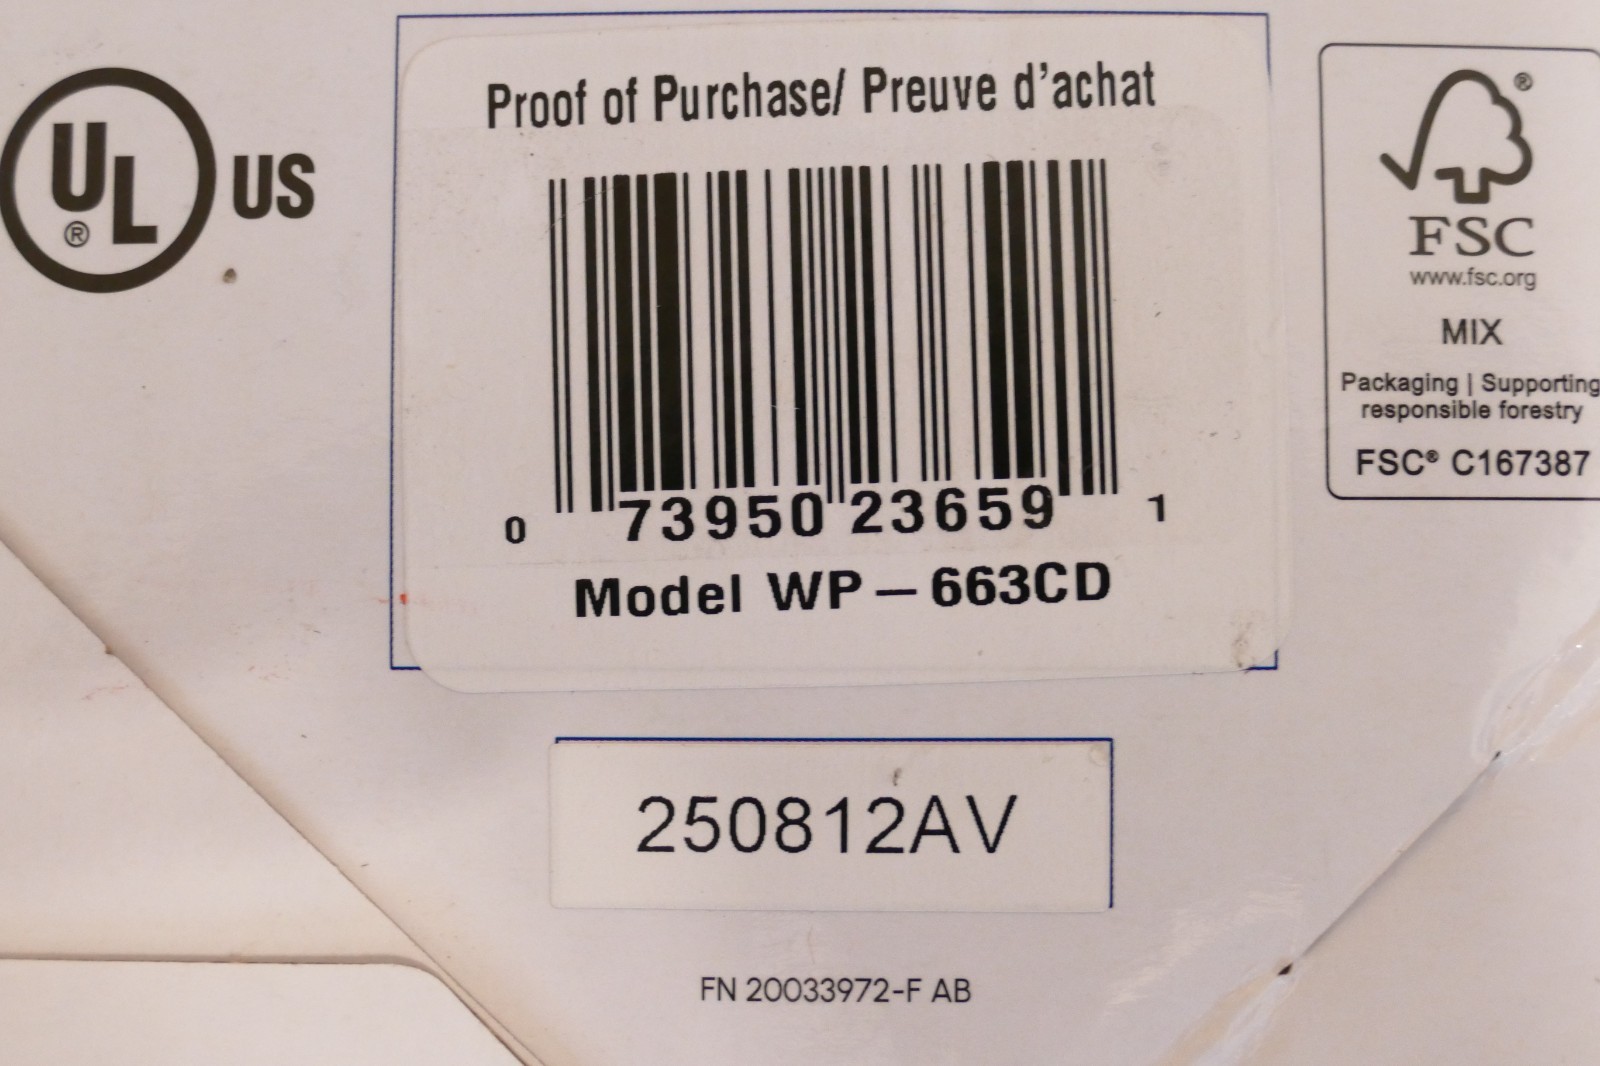 UL® US
Proof of Purchase/ Preuve d'achat
0 73950 23659 1
Model WP – 663CD
®
FSC
www.fsc.org
MIX
Packaging | Supporting
responsible forestry
FSC® C167387
250812AV
FN 20033972-F AB